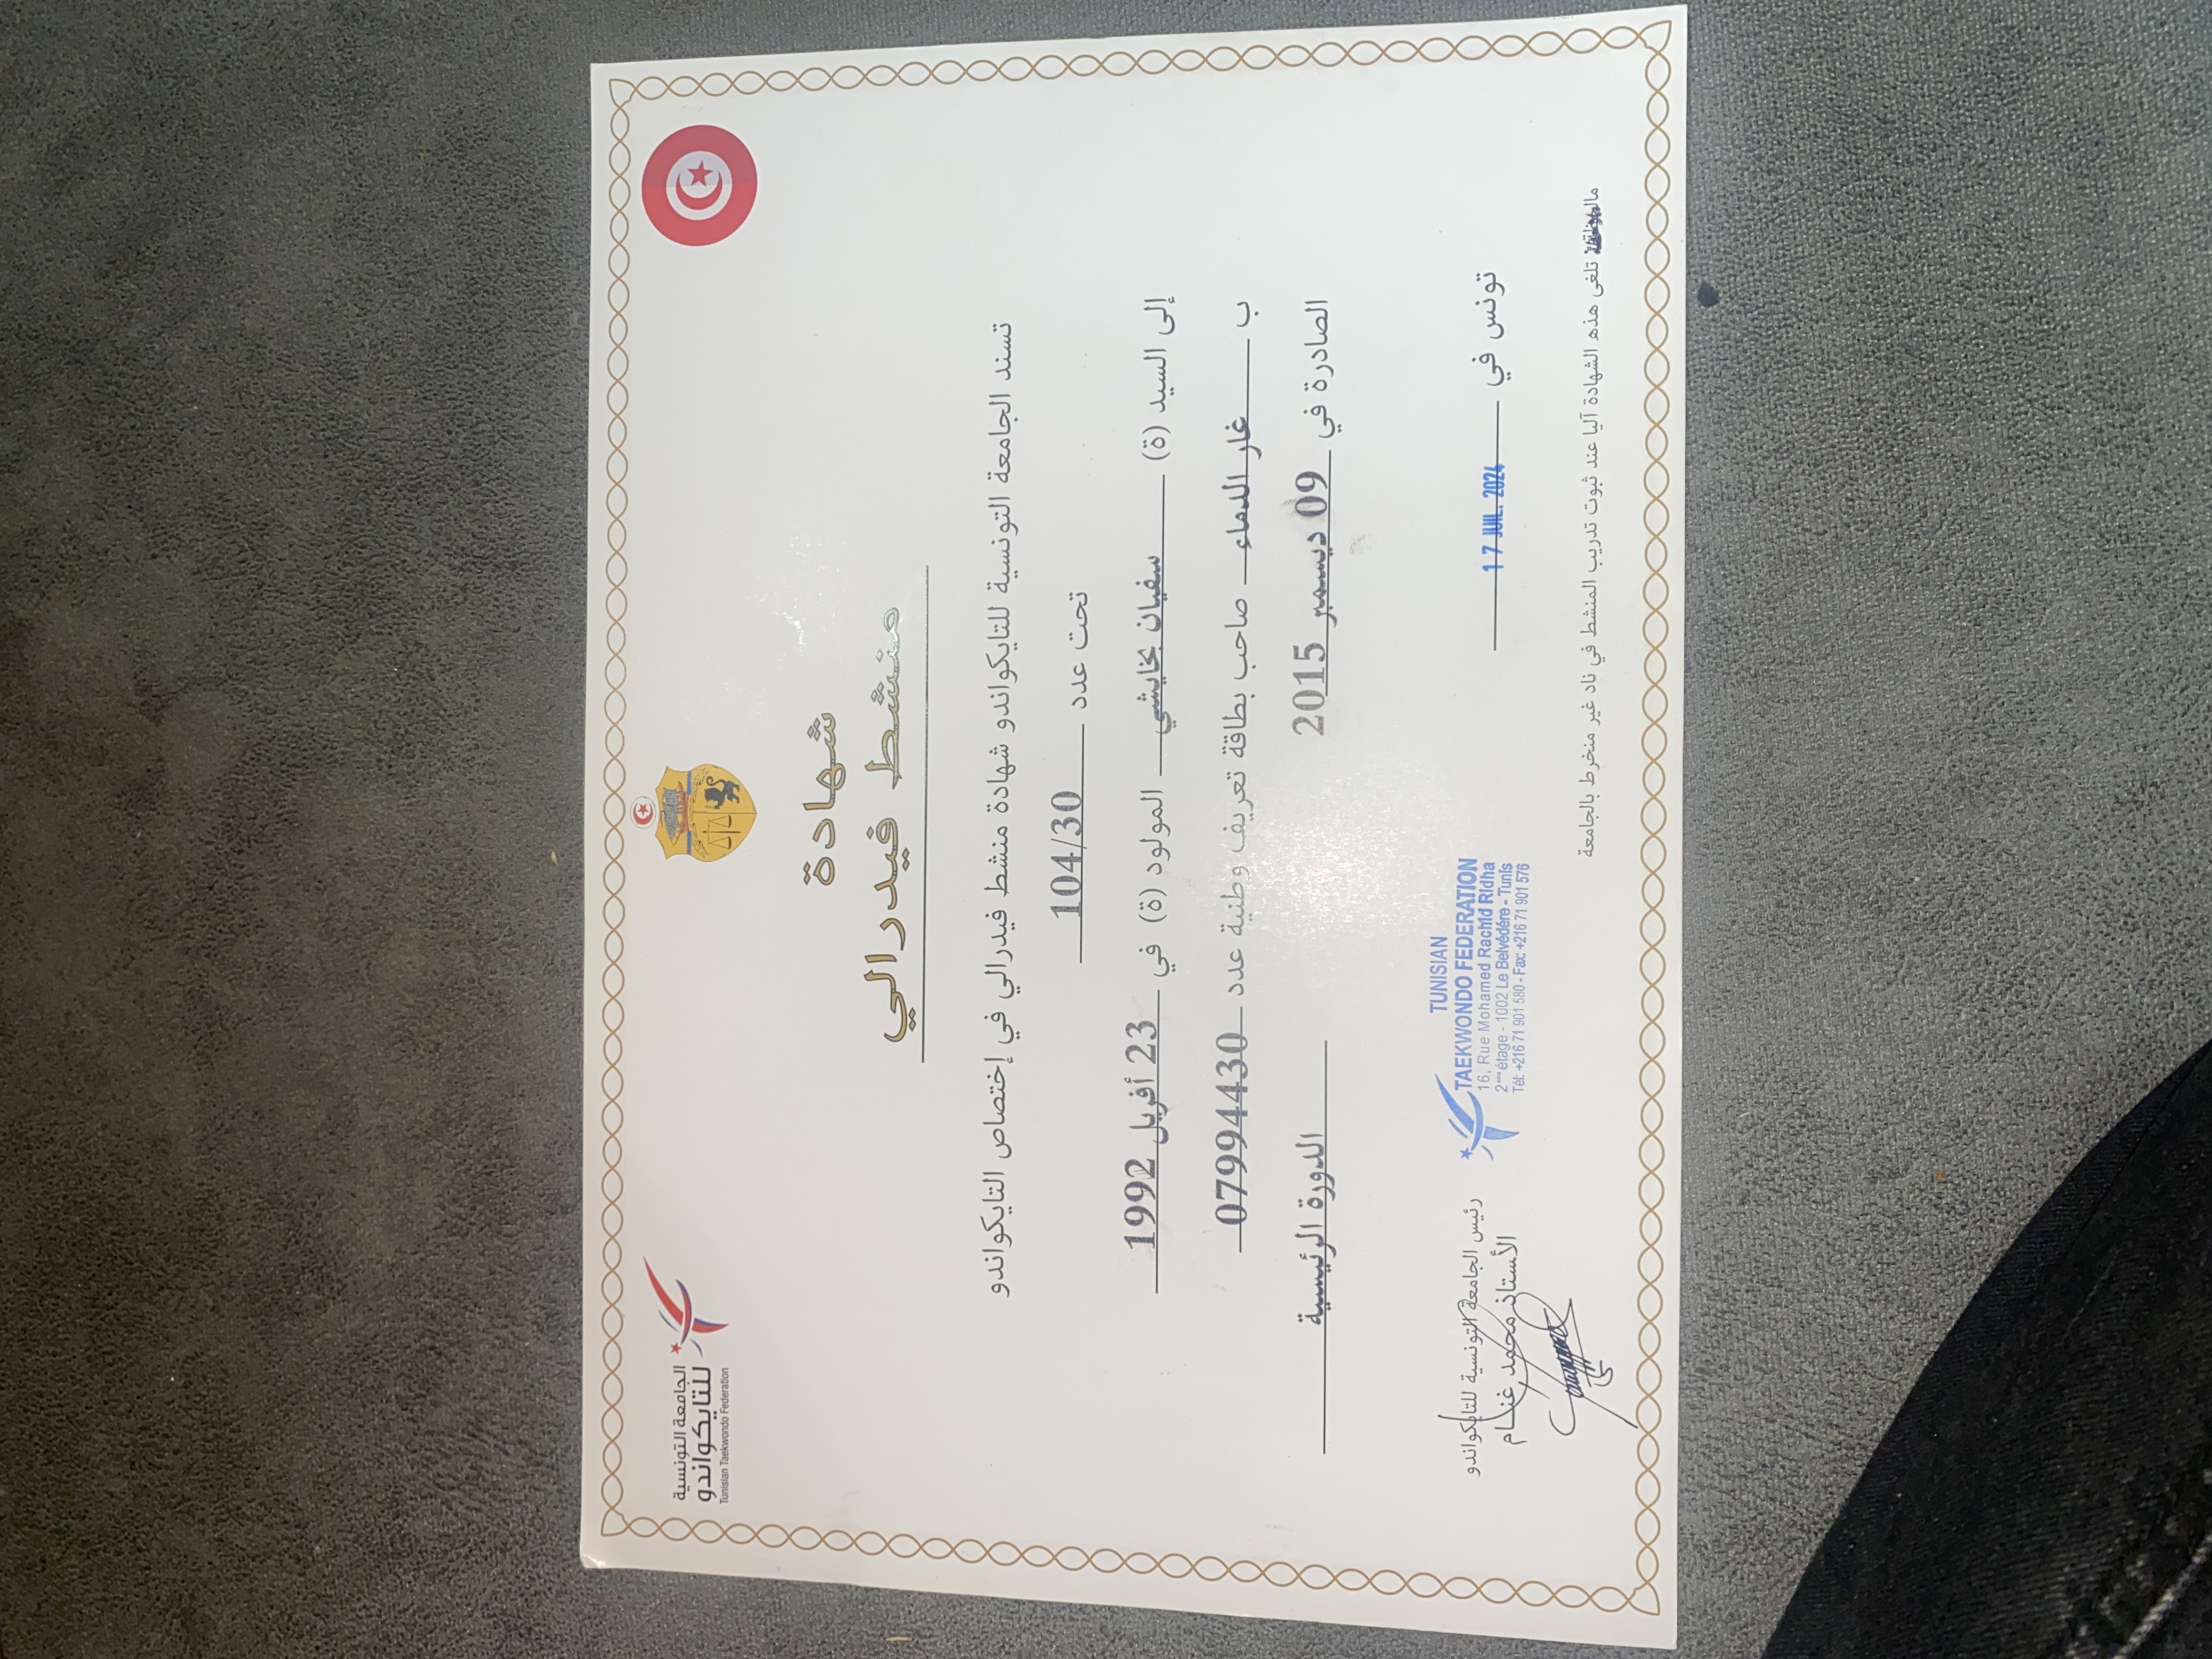 الجامعة التونسية
للتايكواندو
Tunisian Taekwondo Federation
شهادة
منشط فيدرالي
تسند الجامعة التونسية للتايكواندو شهادة منشط فيدرالي في إختصاص التايكواندو
تحت عدد 104/30
إلى السيد (ة) سفيان بخايشي المولود (ة) في 23 أفريل 1992
ب غار الدماء صاحب بطاقة تعريف وطنية عدد 07994430
الصادرة في 09 ديسمبر 2015 الدورة الرئيسية
تونس في 17 JUIL. 2024
رئيس الجامعة التونسية للتايكواندو
الأستاذ محمد غنام
TUNISIAN
TAEKWONDO FEDERATION
16, Rue Mohamed Rachid Ridha
2ème étage - 1002 Le Belvédére - Tunis
Tél: +216 71 901 580 - Fax: +216 71 901 576
تلغى هذه الشهادة آليا عند ثبوت تدريب المنشط في ناد غير منخرط بالجامعة